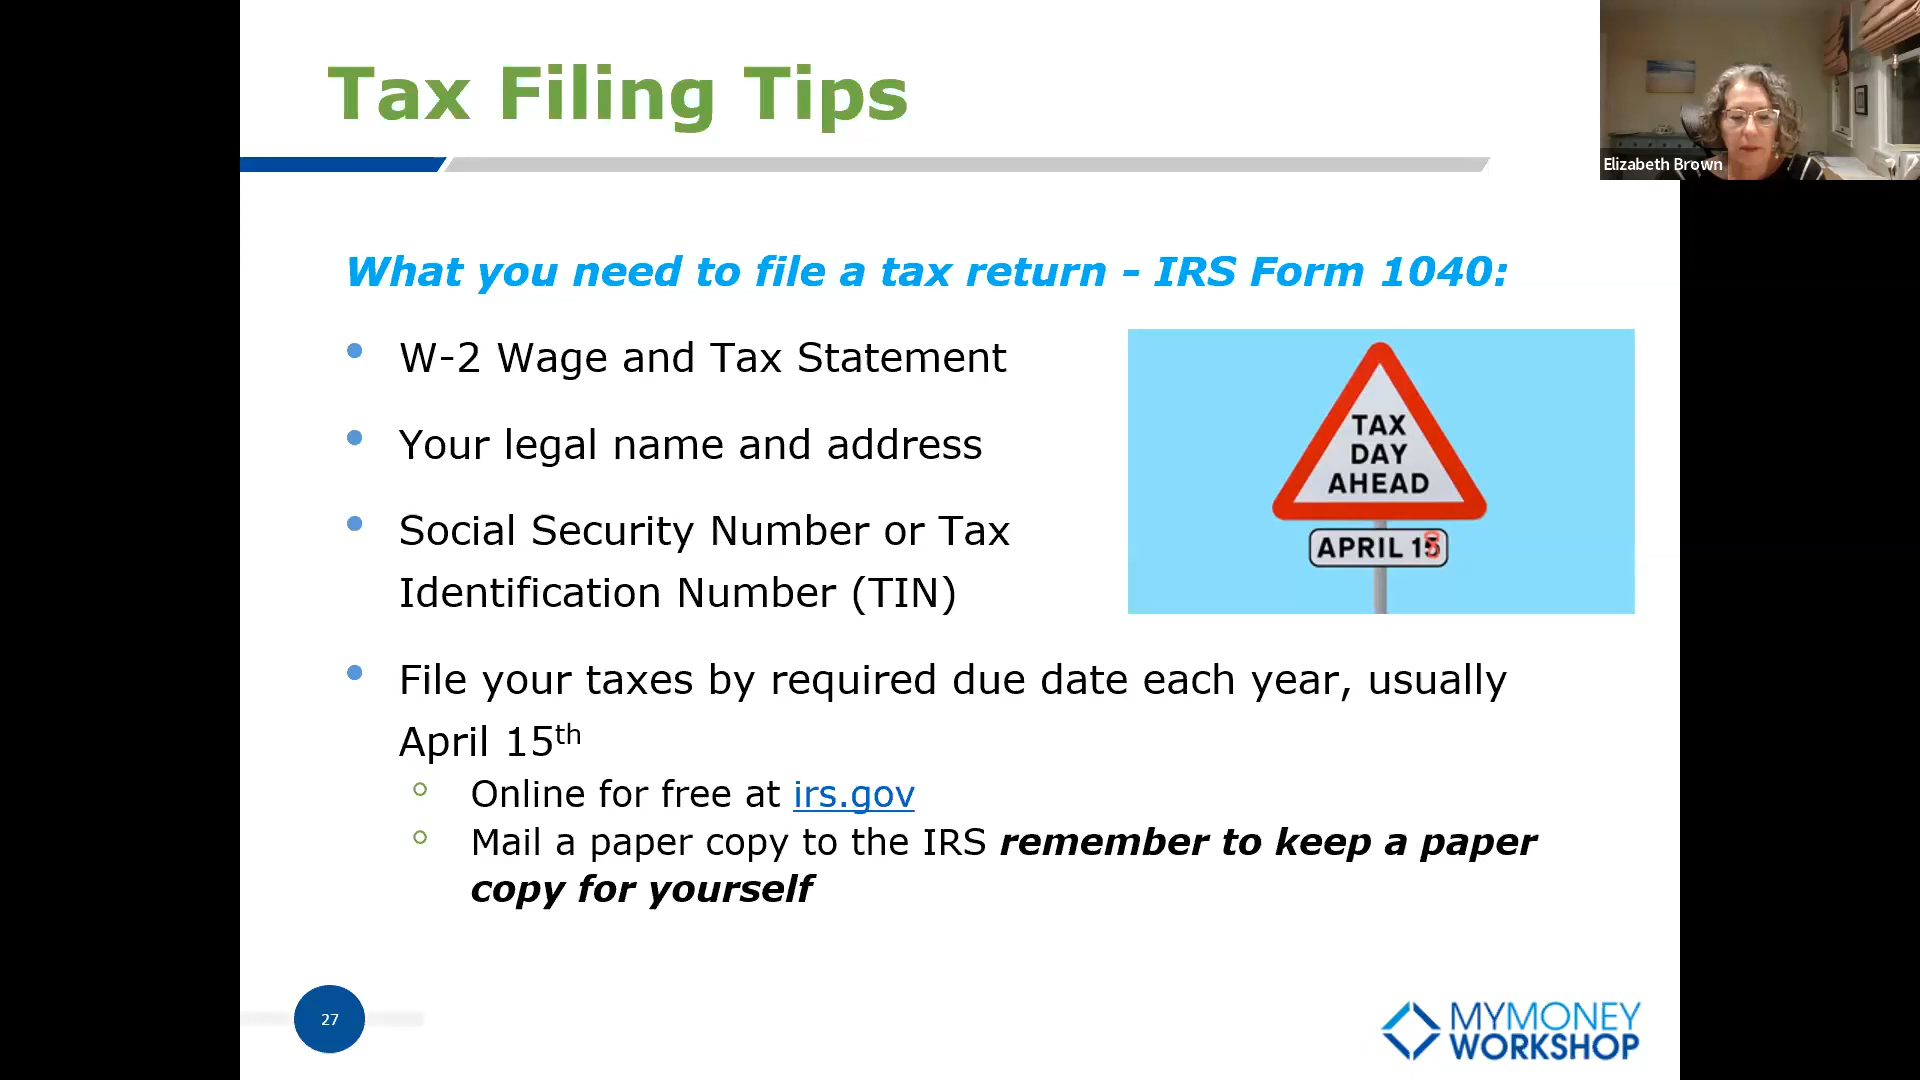 Tax Filing Tips
Elizabeth Brown
What you need to file a tax return - IRS Form 1040:
W-2 Wage and Tax Statement
Your legal name and address
Social Security Number or Tax
Identification Number (TIN)
TAX
DAY
AHEAD
APRIL
File your taxes by required due date each year, usually
April 15th
Online for free at irs.gov
Mail a paper copy to the IRS remember to keep a paper
copy for yourself
27
MYMONEY
WORKSHOP